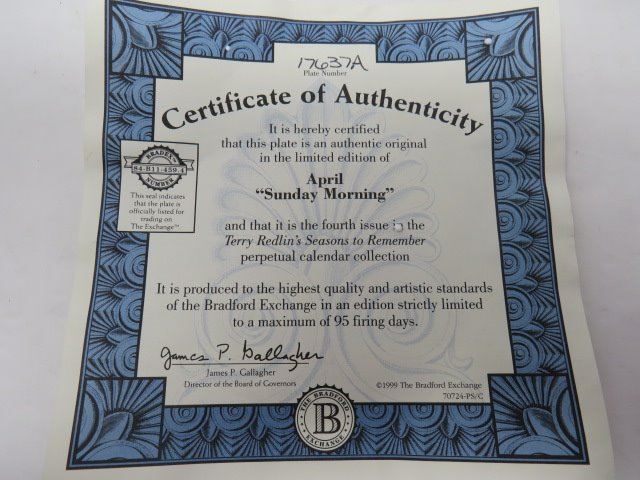 17637A
Plate Number
Certificate of Authenticity
It is hereby certified
that this plate is an authentic original
in the limited edition of
BRADEX™
84-B11-459.4
NUMBER
This seal indicates
that the plate is
officially listed for
trading on
The Exchange™
April
"Sunday Morning"
and that it is the fourth issue in the
Terry Redlin's Seasons to Remember
perpetual calendar collection
It is produced to the highest quality and artistic standards
of the Bradford Exchange in an edition strictly limited
to a maximum of 95 firing days.
James P. Gallagher
James P. Gallagher
Director of the Board of Governors
THE BRADFORD
B
EXCHANGE
©1999 The Bradford Exchange
70724-PS/C